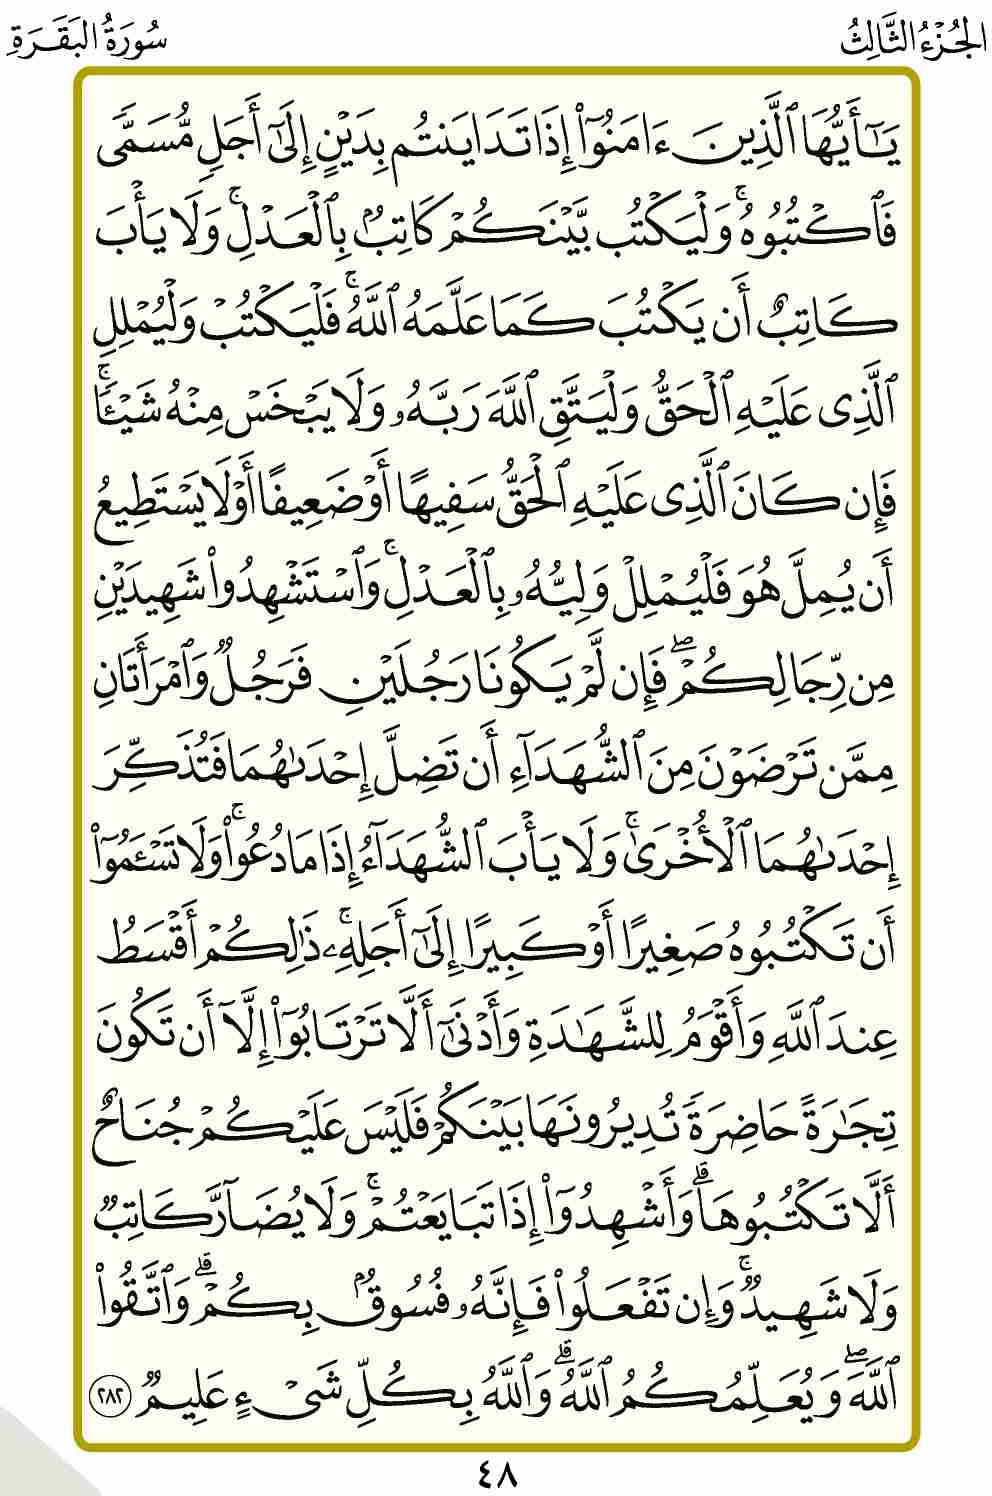 الجُزْءُ الثَّالِثُ
سُورَةُ البَقَرَةِ
يَٰٓأَيُّهَا ٱلَّذِينَ ءَامَنُوٓا۟ إِذَا تَدَايَنتُم بِدَيْنٍ إِلَىٰٓ أَجَلٍ مُّسَمًّى
فَٱكْتُبُوهُ ۚ وَلْيَكْتُب بَّيْنَكُمْ كَاتِبٌۢ بِٱلْعَدْلِ ۚ وَلَا يَأْبَ
كَاتِبٌ أَن يَكْتُبَ كَمَا عَلَّمَهُ ٱللَّهُ ۚ فَلْيَكْتُبْ وَلْيُمْلِلِ
ٱلَّذِى عَلَيْهِ ٱلْحَقُّ وَلْيَتَّقِ ٱللَّهَ رَبَّهُۥ وَلَا يَبْخَسْ مِنْهُ شَيْـًٔا ۚ
فَإِن كَانَ ٱلَّذِى عَلَيْهِ ٱلْحَقُّ سَفِيهًا أَوْ ضَعِيفًا أَوْ لَا يَسْتَطِيعُ
أَن يُمِلَّ هُوَ فَلْيُمْلِلْ وَلِيُّهُۥ بِٱلْعَدْلِ ۚ وَٱسْتَشْهِدُوا۟ شَهِيدَيْنِ
مِن رِّجَالِكُمْ ۖ فَإِن لَّمْ يَكُونَا رَجُلَيْنِ فَرَجُلٌ وَٱمْرَأَتَانِ
مِمَّن تَرْضَوْنَ مِنَ ٱلشُّهَدَآءِ أَن تَضِلَّ إِحْدَىٰهُمَا فَتُذَكِّرَ
إِحْدَىٰهُمَا ٱلْأُخْرَىٰ ۚ وَلَا يَأْبَ ٱلشُّهَدَآءُ إِذَا مَا دُعُوا۟ ۚ وَلَا تَسْـَٔمُوٓا۟
أَن تَكْتُبُوهُ صَغِيرًا أَوْ كَبِيرًا إِلَىٰٓ أَجَلِهِۦ ۚ ذَٰلِكُمْ أَقْسَطُ
عِندَ ٱللَّهِ وَأَقْوَمُ لِلشَّهَٰدَةِ وَأَدْنَىٰٓ أَلَّا تَرْتَابُوٓا۟ إِلَّآ أَن تَكُونَ
تِجَٰرَةً حَاضِرَةً تُدِيرُونَهَا بَيْنَكُمْ فَلَيْسَ عَلَيْكُمْ جُنَاحٌ
أَلَّا تَكْتُبُوهَا ۗ وَأَشْهِدُوٓا۟ إِذَا تَبَايَعْتُمْ ۚ وَلَا يُضَآرَّ كَاتِبٌ
وَلَا شَهِيدٌ ۚ وَإِن تَفْعَلُوا۟ فَإِنَّهُۥ فُسُوقٌۢ بِكُمْ ۗ وَٱتَّقُوا۟
ٱللَّهَ ۖ وَيُعَلِّمُكُمُ ٱللَّهُ ۗ وَٱللَّهُ بِكُلِّ شَىْءٍ عَلِيمٌ ٢٨٢
٤٨